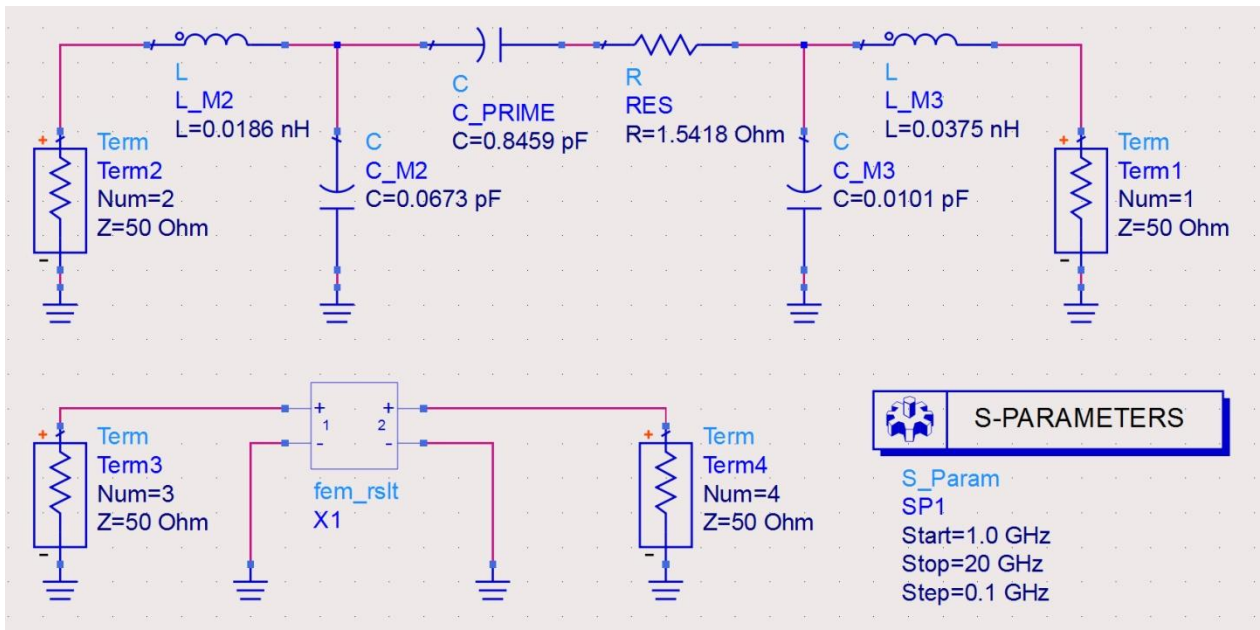 L
L_M2
L=0.0186 nH
C
C_PRIME
C=0.8459 pF
R
RES
R=1.5418 Ohm
L
L_M3
L=0.0375 nH
+
Term
Term2
Num=2
Z=50 Ohm
-
C
C_M2
C=0.0673 pF
C
C_M3
C=0.0101 pF
+
Term
Term1
Num=1
Z=50 Ohm
-
+
Term
Term3
Num=3
Z=50 Ohm
-
+ +
1 2
- -
fem_rslt
X1
+
Term
Term4
Num=4
Z=50 Ohm
-
S-PARAMETERS
S_Param
SP1
Start=1.0 GHz
Stop=20 GHz
Step=0.1 GHz